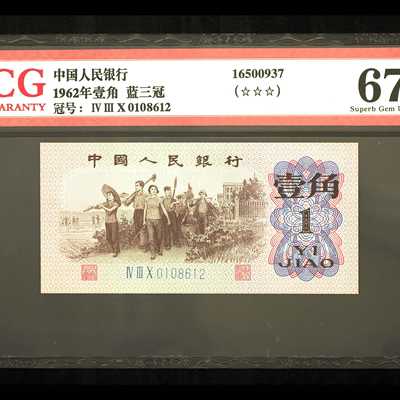 CG
ARANTY
中国人民银行
1962年壹角 蓝三冠
冠号: IV III X 0108612
16500937
(☆☆☆)
67
Superb Gem U
中國人民銀行
壹角
1
YI
JIAO
IV III X 0108612